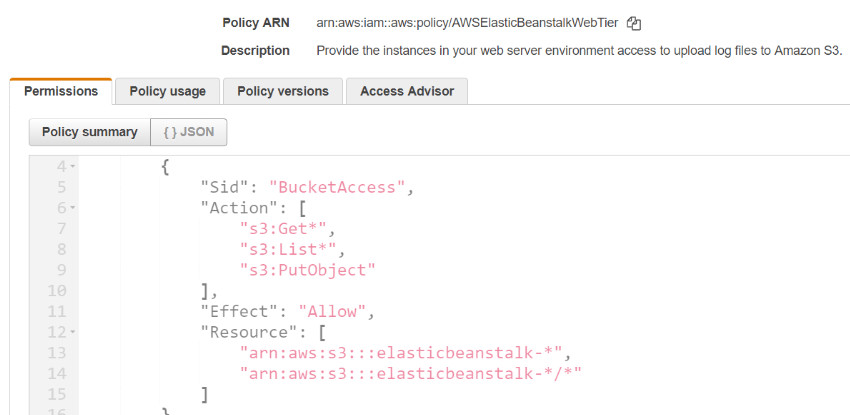 Policy ARN arn:aws:iam::aws:policy/AWSElasticBeanstalkWebTier
Description Provide the instances in your web server environment access to upload log files to Amazon S3.
Permissions Policy usage Policy versions Access Advisor
Policy summary { } JSON
4 {
5 "Sid": "BucketAccess",
6 "Action": [
7 "s3:Get*",
8 "s3:List*",
9 "s3:PutObject"
10 ],
11 "Effect": "Allow",
12 "Resource": [
13 "arn:aws:s3:::elasticbeanstalk-*",
14 "arn:aws:s3:::elasticbeanstalk-*/*"
15 ]
16 }